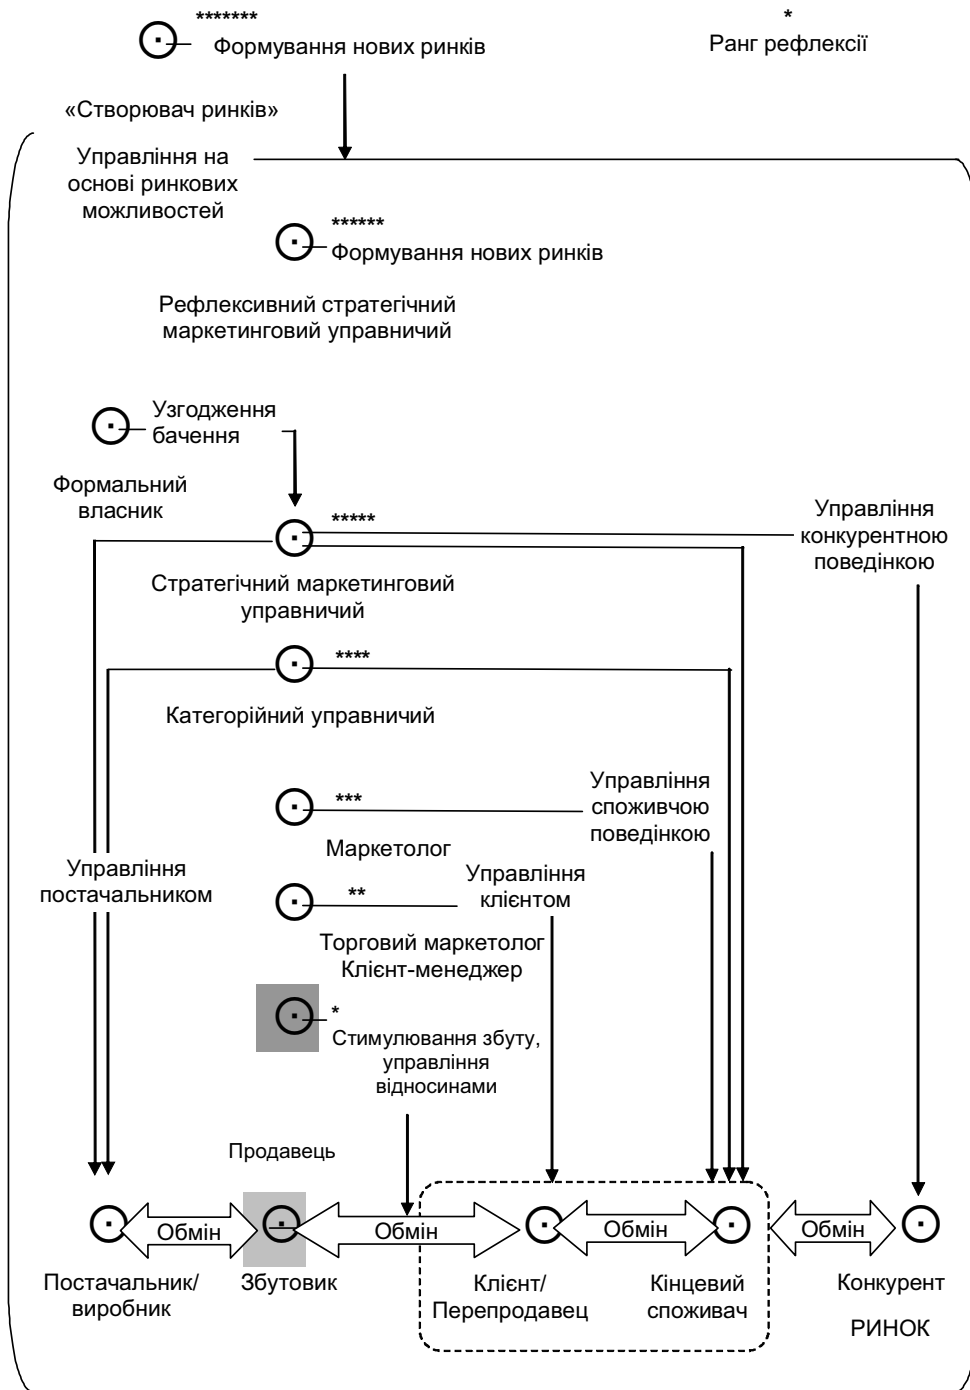 *******
Формування нових ринків
*
Ранг рефлексії
«Створювач ринків»
Управління на
основі ринкових
можливостей
******
Формування нових ринків
Рефлексивний стратегічний
маркетинговий управничий
Узгодження
бачення
Формальний
власник
*****
Управління
конкурентною
поведінкою
Стратегічний маркетинговий
управничий
****
Категорійний управничий
***
Управління
споживчою
поведінкою
Маркетолог
Управління
постачальником
**
Управління
клієнтом
Торговий маркетолог
Клієнт-менеджер
*
Стимулювання збуту,
управління
відносинами
Продавець
Обмін
Обмін
Обмін
Обмін
Постачальник/
виробник
Збутовик
Клієнт/
Перепродавец
Кінцевий
споживач
Конкурент
РИНОК